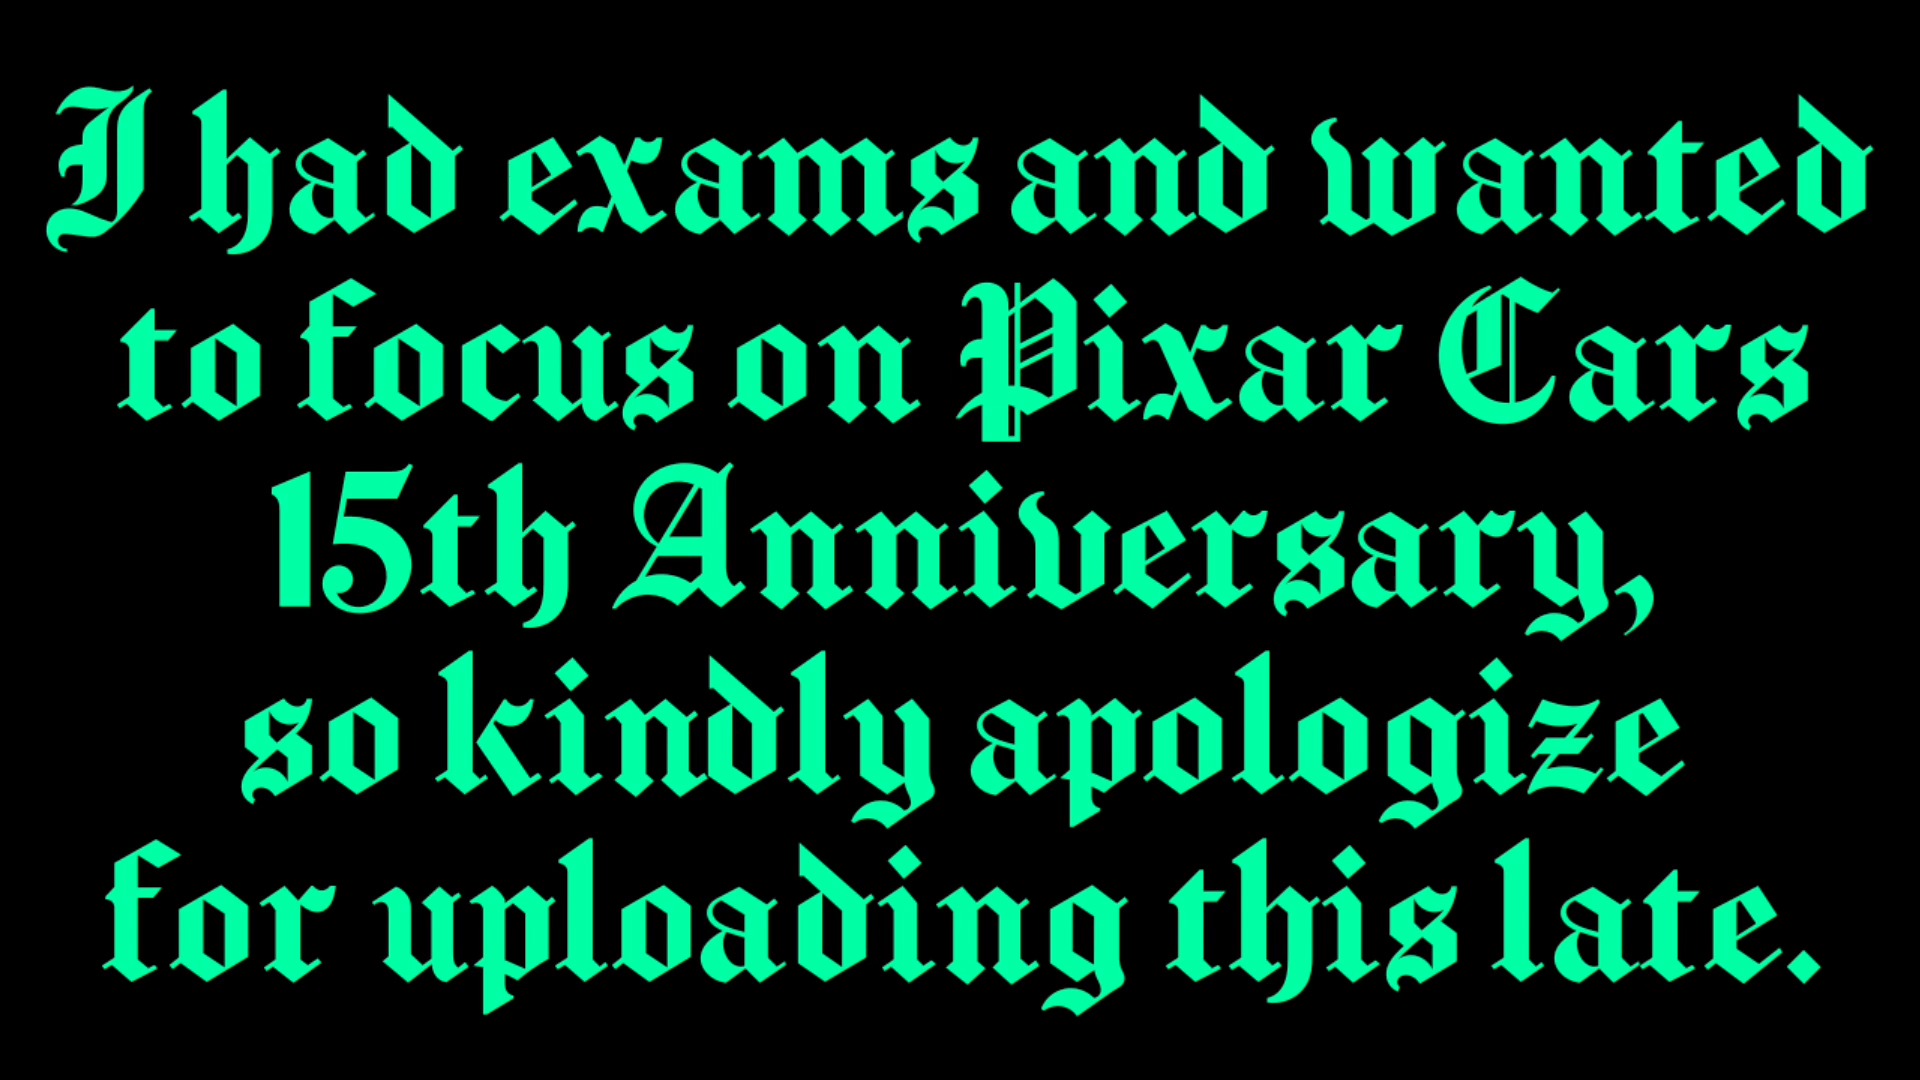 I had exams and wanted
to focus on Pixar Cars
15th Anniversary,
so kindly apologize
for uploading this late.